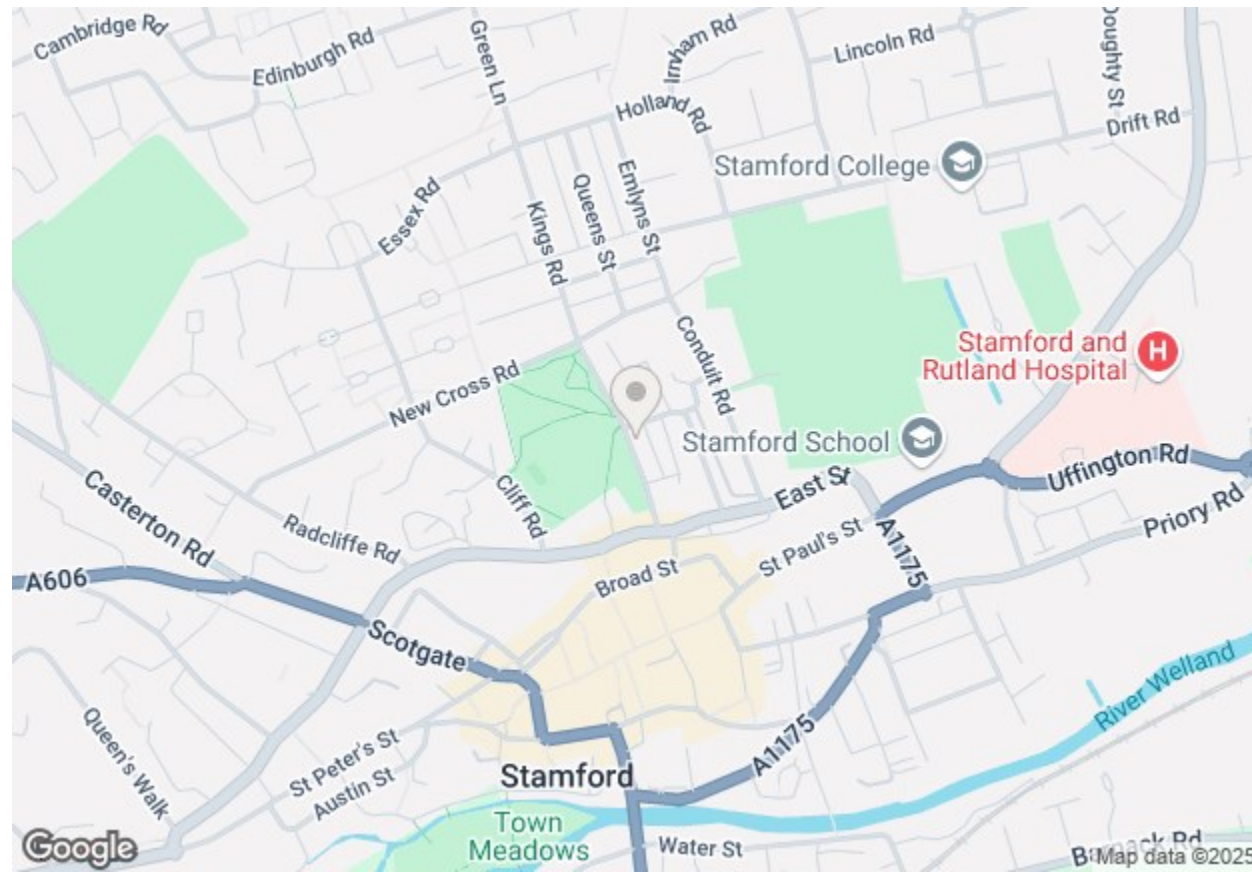 Cambridge Rd
Edinburgh Rd
Green Ln
Irnham Rd
Lincoln Rd
Doughty St
Holland Rd
Drift Rd
Stamford College
Essex Rd
Kings Rd
Queens St
Emlyns St
Conduit Rd
Stamford and
Rutland Hospital
H
New Cross Rd
Stamford School
East St
Uffington Rd
Casterton Rd
Radcliffe Rd
Cliff Rd
St Paul's St
A1175
Priory Rd
A606
Broad St
Scotgate
River Welland
Queen's Walk
St Peter's St
Austin St
A1175
Stamford
Town
Meadows
Water St
Rd
Google
Map data ©2025